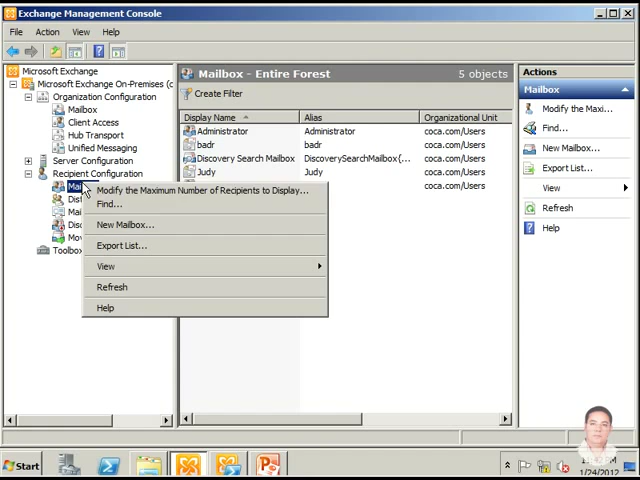 Exchange Management Console
File Action View Help
Microsoft Exchange
Microsoft Exchange On-Premises (c
Organization Configuration
Mailbox
Client Access
Hub Transport
Unified Messaging
Server Configuration
Recipient Configuration
Mail
Dist
Mai
Disc
Mov
Toolbox
Modify the Maximum Number of Recipients to Display...
Find...
New Mailbox...
Export List...
View
Refresh
Help
Mailbox - Entire Forest 5 objects
Create Filter
Display Name Alias Organizational Unit
Administrator Administrator coca.com/Users
badr badr coca.com/Users
Discovery Search Mailbox DiscoverySearchMailbox{... coca.com/Users
Judy Judy coca.com/Users
coca.com/Users
Actions
Mailbox
Modify the Maxi...
Find...
New Mailbox...
Export List...
View
Refresh
Help
Start
1/24/2012